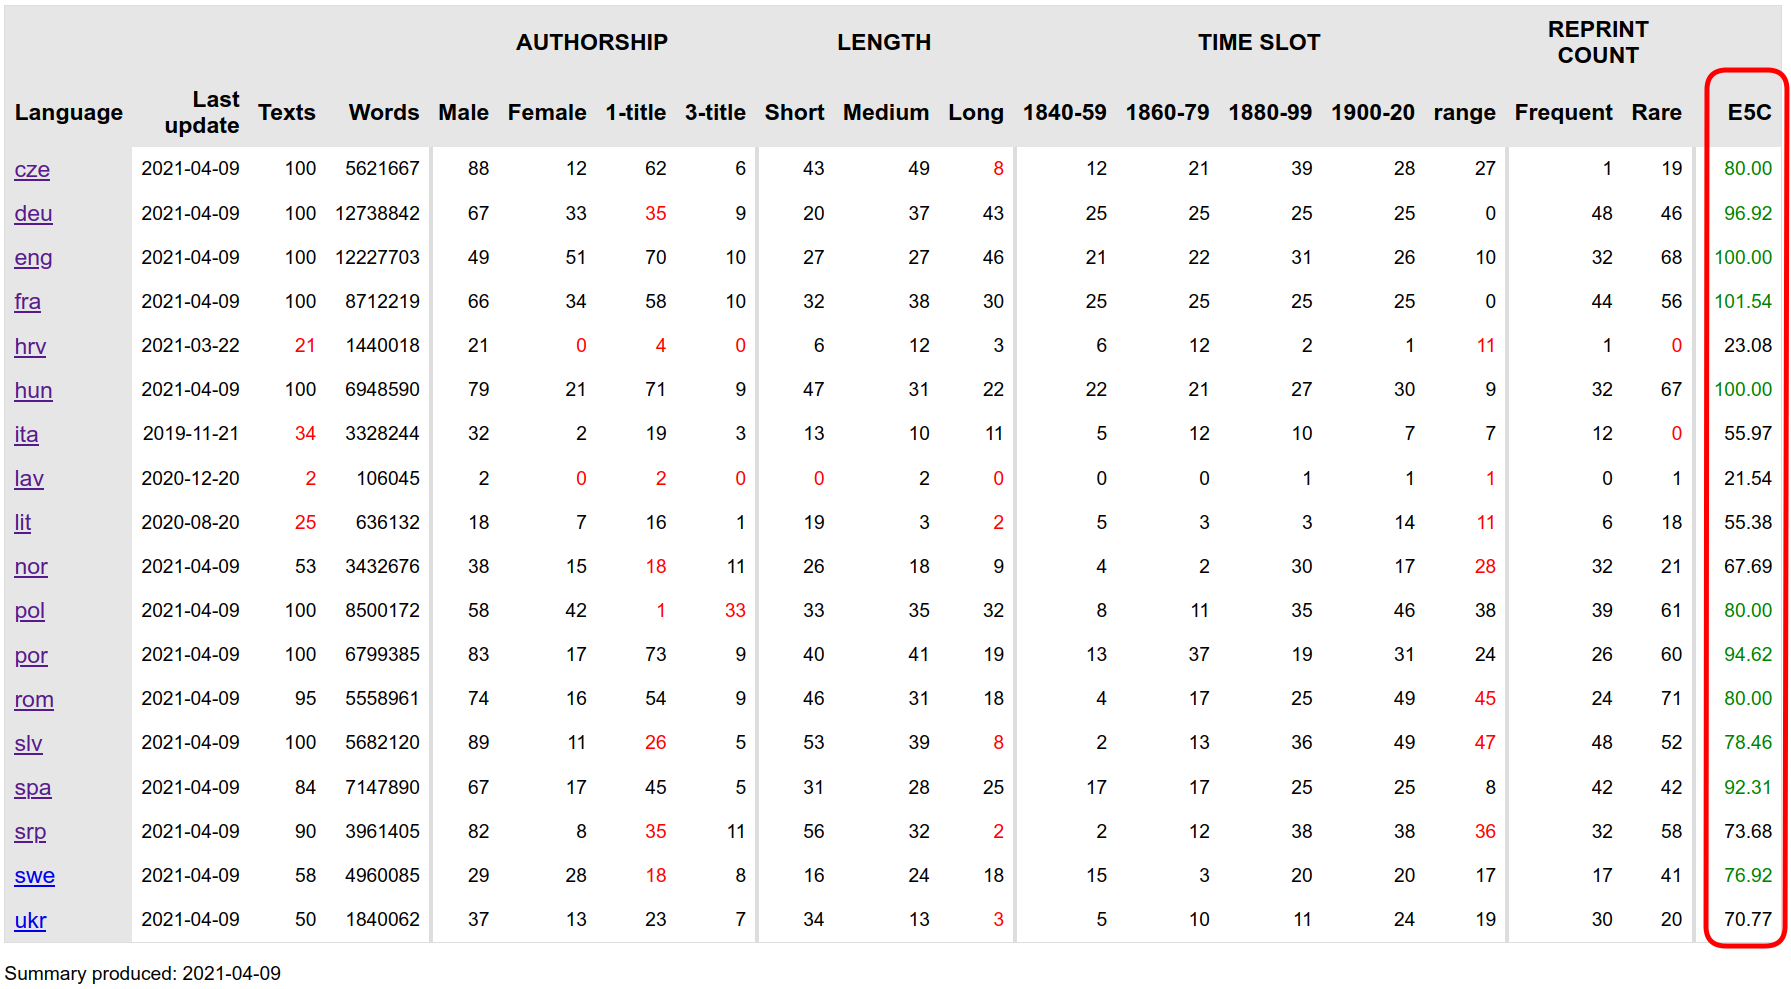 AUTHORSHIP LENGTH TIME SLOT REPRINT COUNT
Language Last update Texts Words Male Female 1-title 3-title Short Medium Long 1840-59 1860-79 1880-99 1900-20 range Frequent Rare E5C
cze 2021-04-09 100 5621667 88 12 62 6 43 49 8 12 21 39 28 27 1 19 80.00
deu 2021-04-09 100 12738842 67 33 35 9 20 37 43 25 25 25 25 0 48 46 96.92
eng 2021-04-09 100 12227703 49 51 70 10 27 27 46 21 22 31 26 10 32 68 100.00
fra 2021-04-09 100 8712219 66 34 58 10 32 38 30 25 25 25 25 0 44 56 101.54
hrv 2021-03-22 21 1440018 21 0 4 0 6 12 3 6 12 2 1 11 1 0 23.08
hun 2021-04-09 100 6948590 79 21 71 9 47 31 22 22 21 27 30 9 32 67 100.00
ita 2019-11-21 34 3328244 32 2 19 3 13 10 11 5 12 10 7 7 12 0 55.97
lav 2020-12-20 2 106045 2 0 2 0 0 2 0 0 0 1 1 1 0 1 21.54
lit 2020-08-20 25 636132 18 7 16 1 19 3 2 5 3 3 14 11 6 18 55.38
nor 2021-04-09 53 3432676 38 15 18 11 26 18 9 4 2 30 17 28 32 21 67.69
pol 2021-04-09 100 8500172 58 42 1 33 33 35 32 8 11 35 46 38 39 61 80.00
por 2021-04-09 100 6799385 83 17 73 9 40 41 19 13 37 19 31 24 26 60 94.62
rom 2021-04-09 95 5558961 74 16 54 9 46 31 18 4 17 25 49 45 24 71 80.00
slv 2021-04-09 100 5682120 89 11 26 5 53 39 8 2 13 36 49 47 48 52 78.46
spa 2021-04-09 84 7147890 67 17 45 5 31 28 25 17 17 25 25 8 42 42 92.31
srp 2021-04-09 90 3961405 82 8 35 11 56 32 2 2 12 38 38 36 32 58 73.68
swe 2021-04-09 58 4960085 29 28 18 8 16 24 18 15 3 20 20 17 17 41 76.92
ukr 2021-04-09 50 1840062 37 13 23 7 34 13 3 5 10 11 24 19 30 20 70.77
Summary produced: 2021-04-09